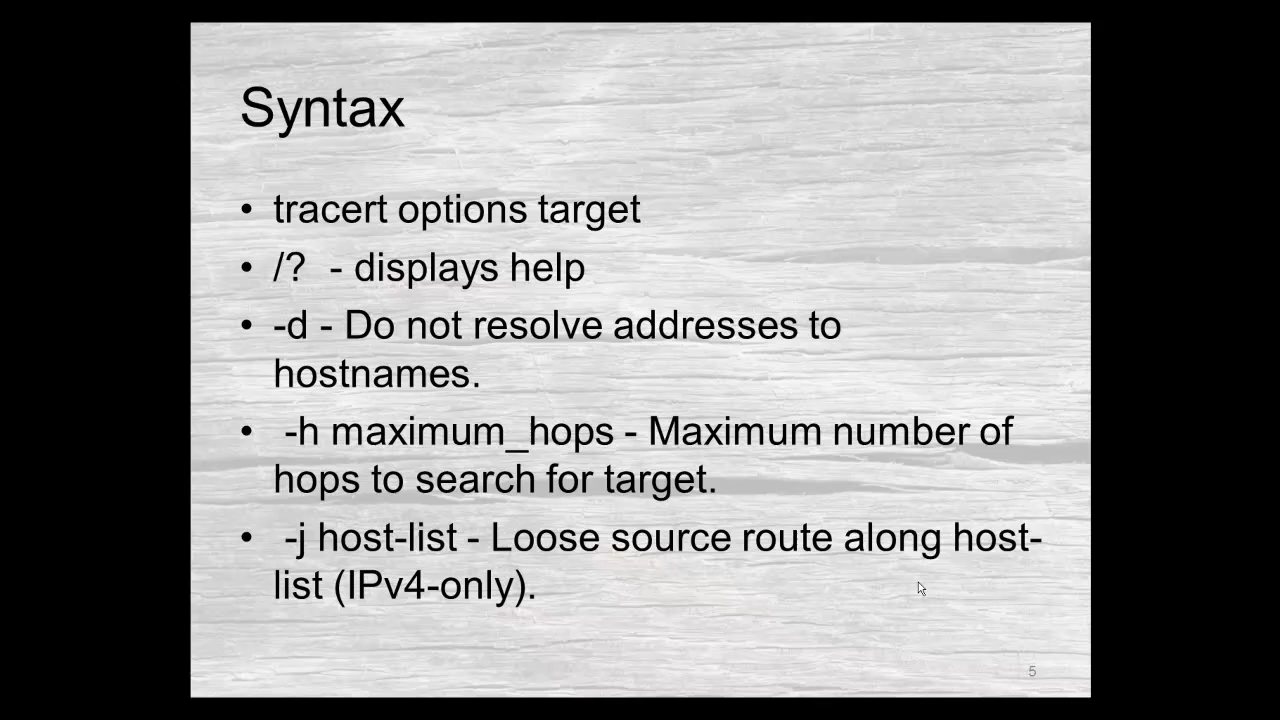 Syntax
• tracert options target
• /? - displays help
• -d - Do not resolve addresses to
hostnames.
• -h maximum_hops - Maximum number of
hops to search for target.
• -j host-list - Loose source route along host-
list (IPv4-only).
5